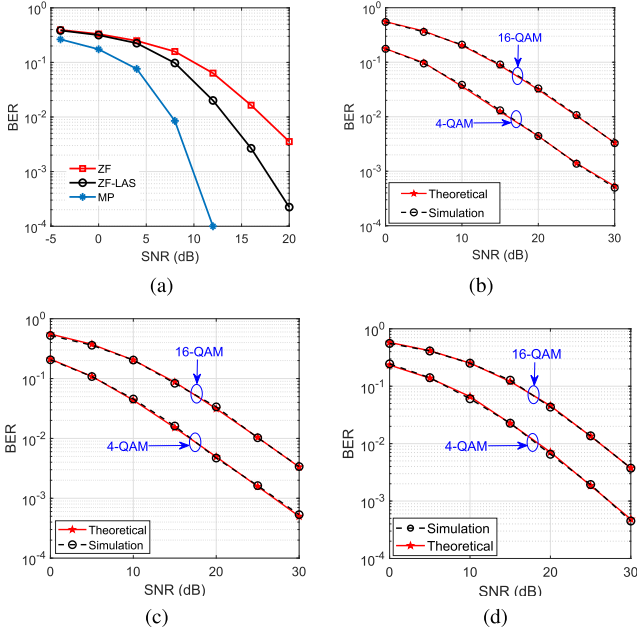 10^0
10^-1
10^-2
10^-3
10^-4
BER
-5 0 5 10 15 20
SNR (dB)
ZF
ZF-LAS
MP
(a)
10^0
10^-1
10^-2
10^-3
10^-4
BER
0 10 20 30
SNR (dB)
16-QAM
4-QAM
Theoretical
Simulation
(b)
10^0
10^-1
10^-2
10^-3
10^-4
BER
0 10 20 30
SNR (dB)
16-QAM
4-QAM
Theoretical
Simulation
(c)
10^0
10^-1
10^-2
10^-3
10^-4
BER
0 10 20 30
SNR (dB)
16-QAM
4-QAM
Simulation
Theoretical
(d)